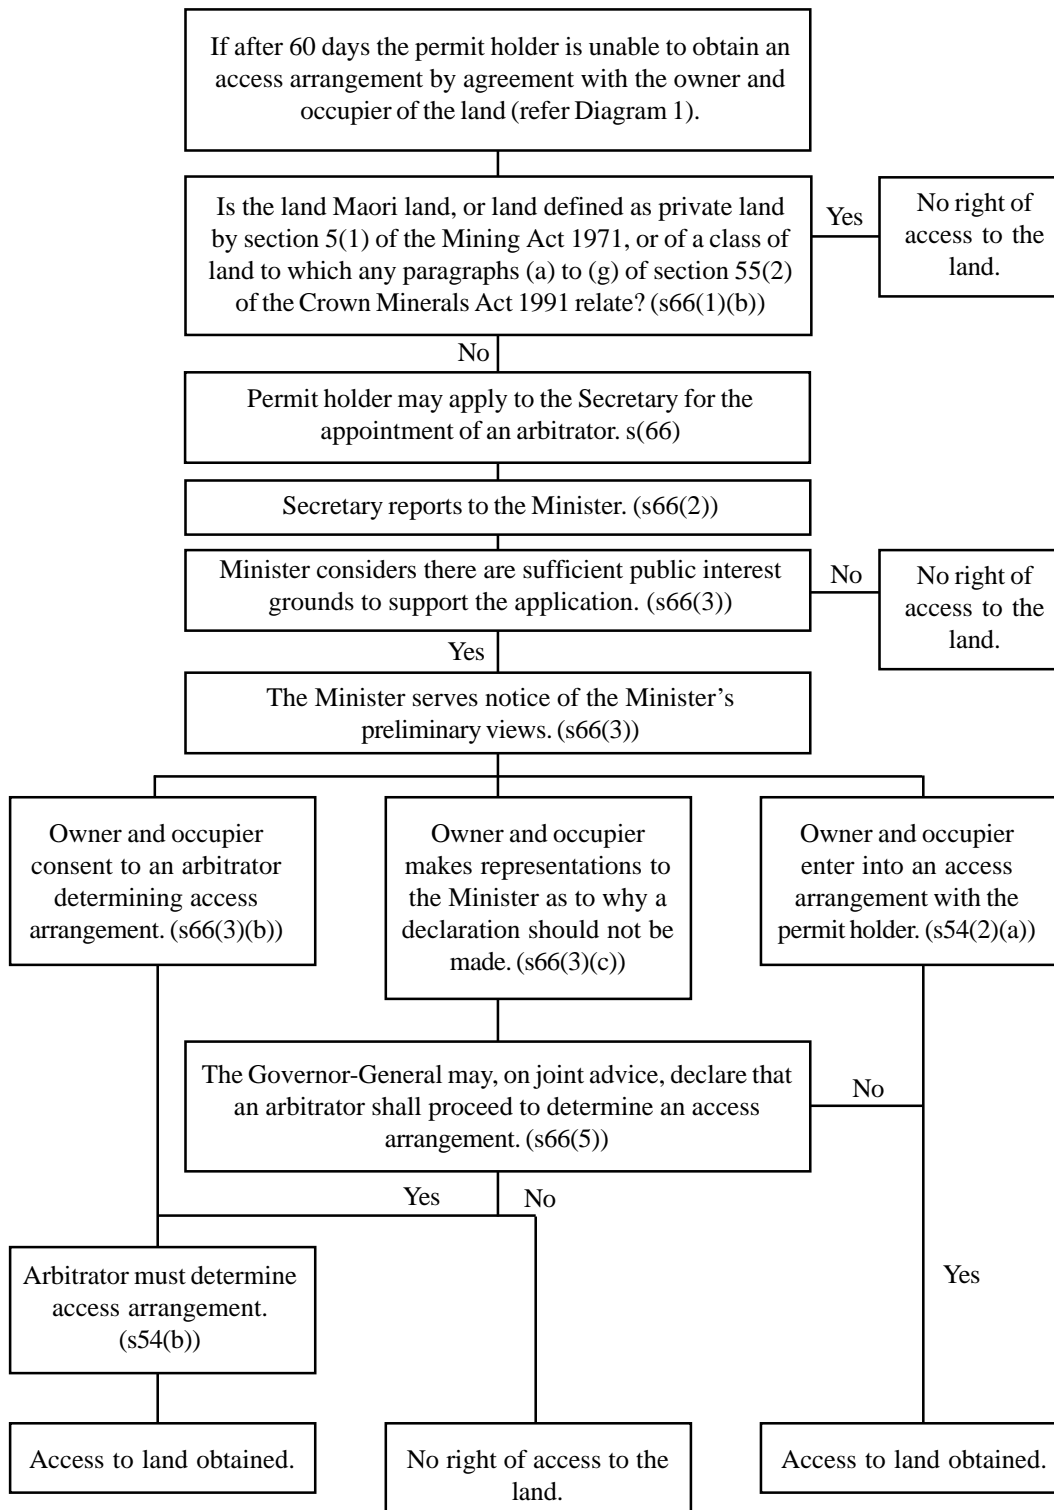 If after 60 days the permit holder is unable to obtain an
access arrangement by agreement with the owner and
occupier of the land (refer Diagram 1).
Is the land Maori land, or land defined as private land
by section 5(1) of the Mining Act 1971, or of a class of
land to which any paragraphs (a) to (g) of section 55(2)
of the Crown Minerals Act 1991 relate? (s66(1)(b))
Yes
No right of
access to the
land.
No
Permit holder may apply to the Secretary for the
appointment of an arbitrator. s(66)
Secretary reports to the Minister. (s66(2))
Minister considers there are sufficient public interest
grounds to support the application. (s66(3))
No
No right of
access to the
land.
Yes
The Minister serves notice of the Minister’s
preliminary views. (s66(3))
Owner and occupier
consent to an arbitrator
determining access
arrangement. (s66(3)(b))
Owner and occupier
makes representations to
the Minister as to why a
declaration should not be
made. (s66(3)(c))
Owner and occupier
enter into an access
arrangement with the
permit holder. (s54(2)(a))
The Governor-General may, on joint advice, declare that
an arbitrator shall proceed to determine an access
arrangement. (s66(5))
No
Yes
No
Arbitrator must determine
access arrangement.
(s54(b))
Yes
Access to land obtained.
No right of access to the
land.
Access to land obtained.